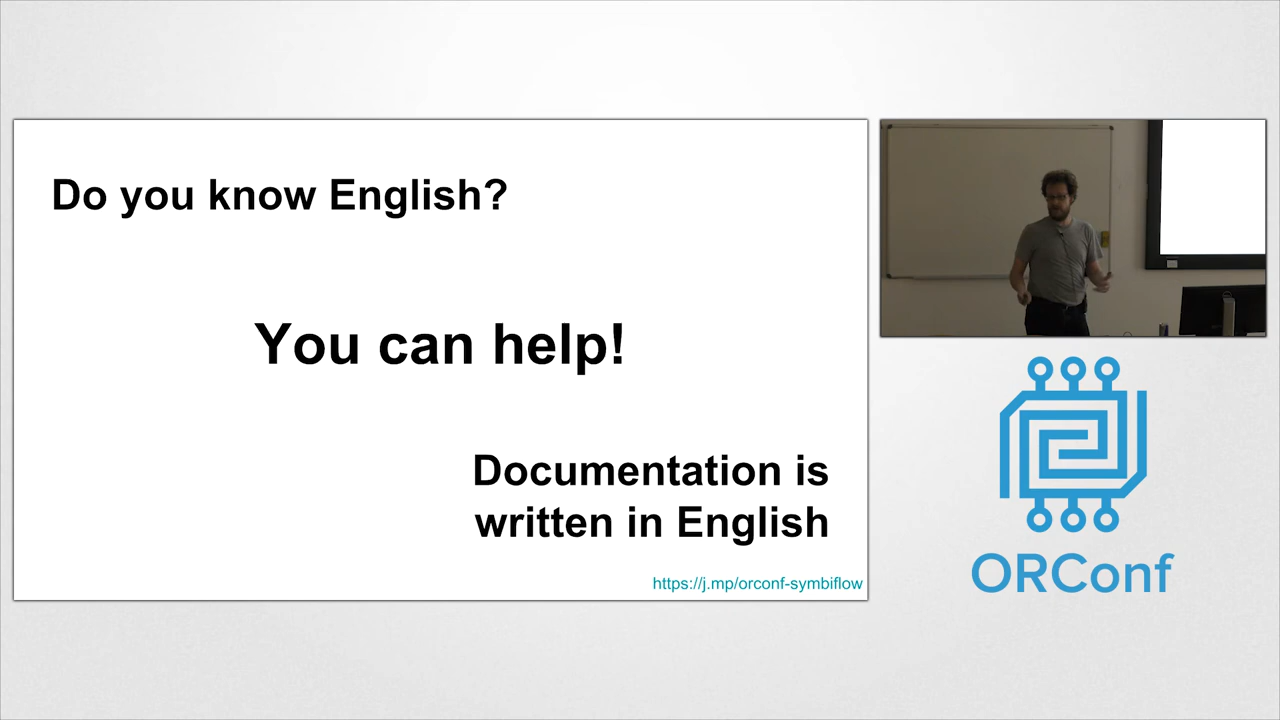 Do you know English?
You can help!
Documentation is
written in English
https://j.mp/orconf-symbiflow
ORConf